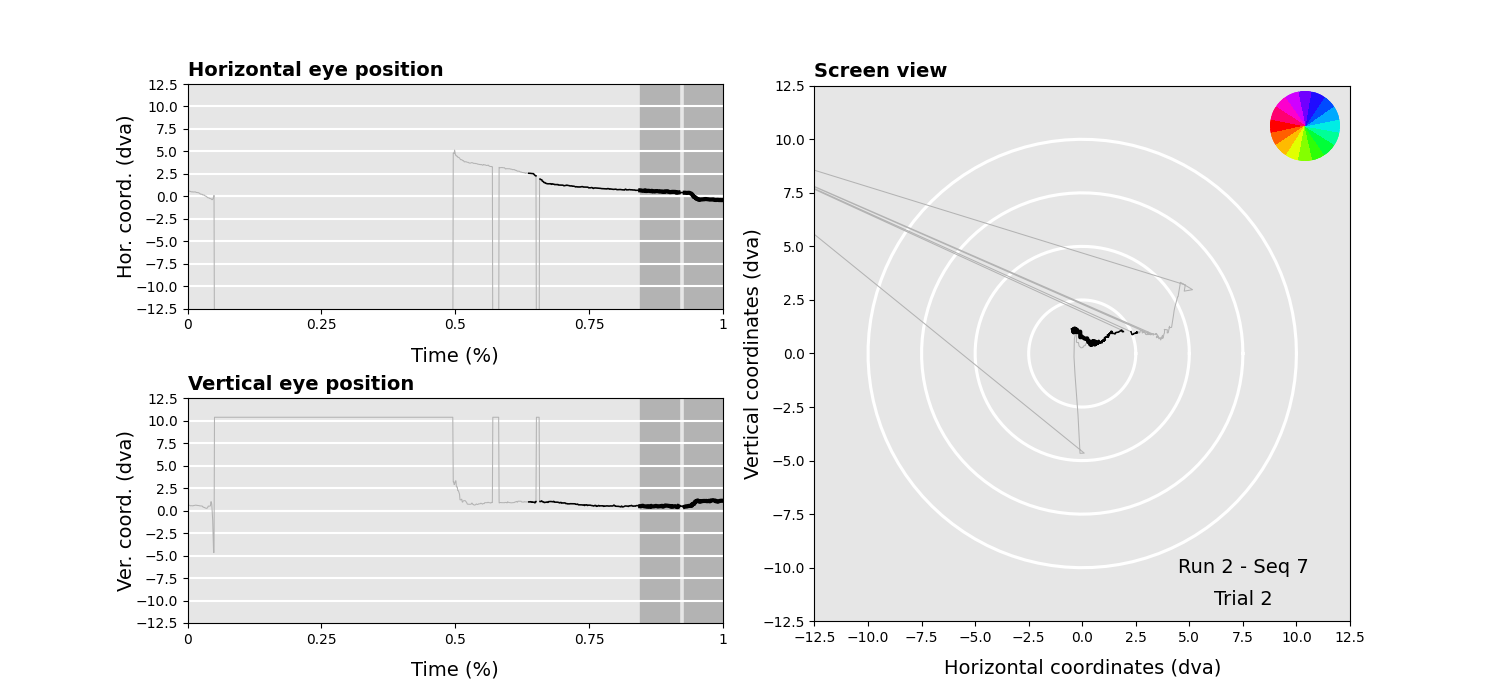 Horizontal eye position
12.5
10.0
7.5
5.0
2.5
0.0
−2.5
−5.0
−7.5
−10.0
−12.5
Hor. coord. (dva)
0 0.25 0.5 0.75 1
Time (%)
Vertical eye position
12.5
10.0
7.5
5.0
2.5
0.0
−2.5
−5.0
−7.5
−10.0
−12.5
Ver. coord. (dva)
0 0.25 0.5 0.75 1
Time (%)
Screen view
12.5
10.0
7.5
5.0
2.5
0.0
−2.5
−5.0
−7.5
−10.0
−12.5
Vertical coordinates (dva)
Run 2 - Seq 7
Trial 2
−12.5 −10.0 −7.5 −5.0 −2.5 0.0 2.5 5.0 7.5 10.0 12.5
Horizontal coordinates (dva)